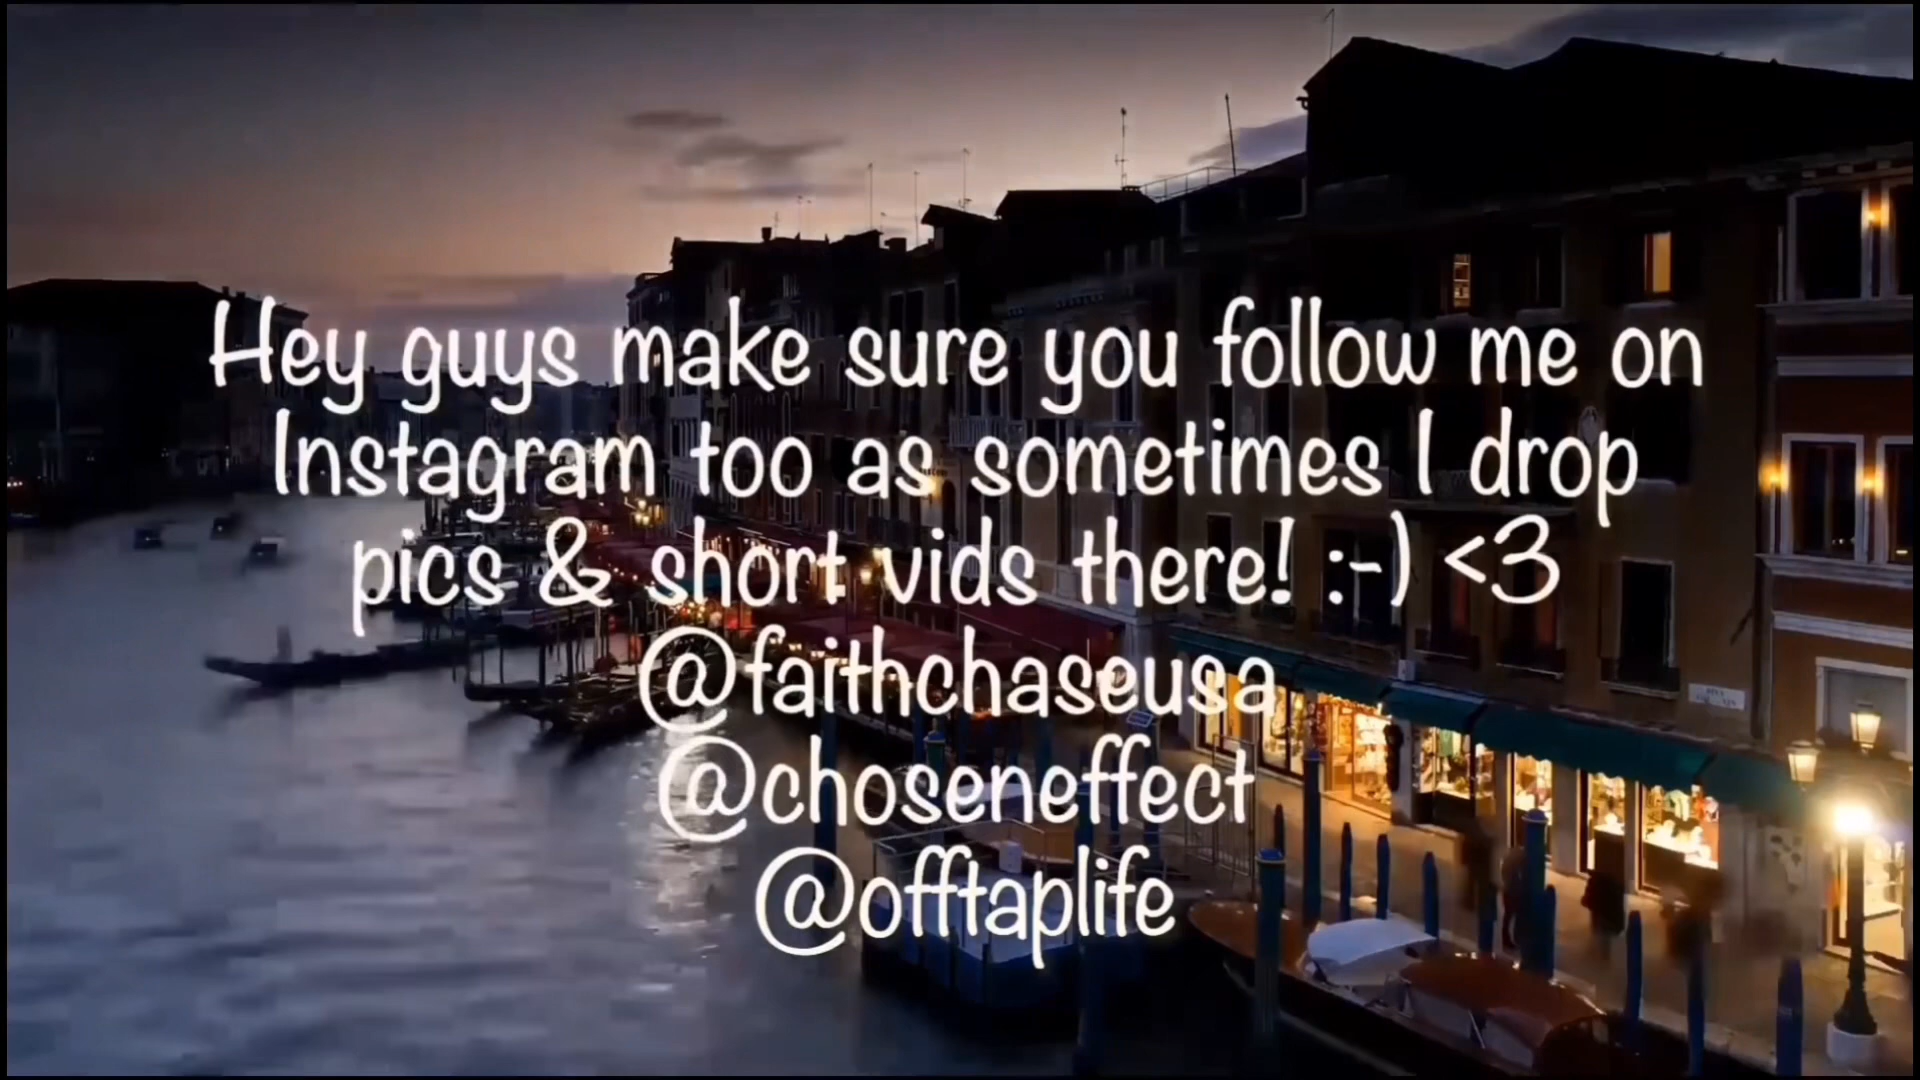 Hey guys make sure you follow me on
Instagram too as sometimes I drop
pics & short vids there! :-) <3
@faithchaseusa
@choseneffect
@offtaplife